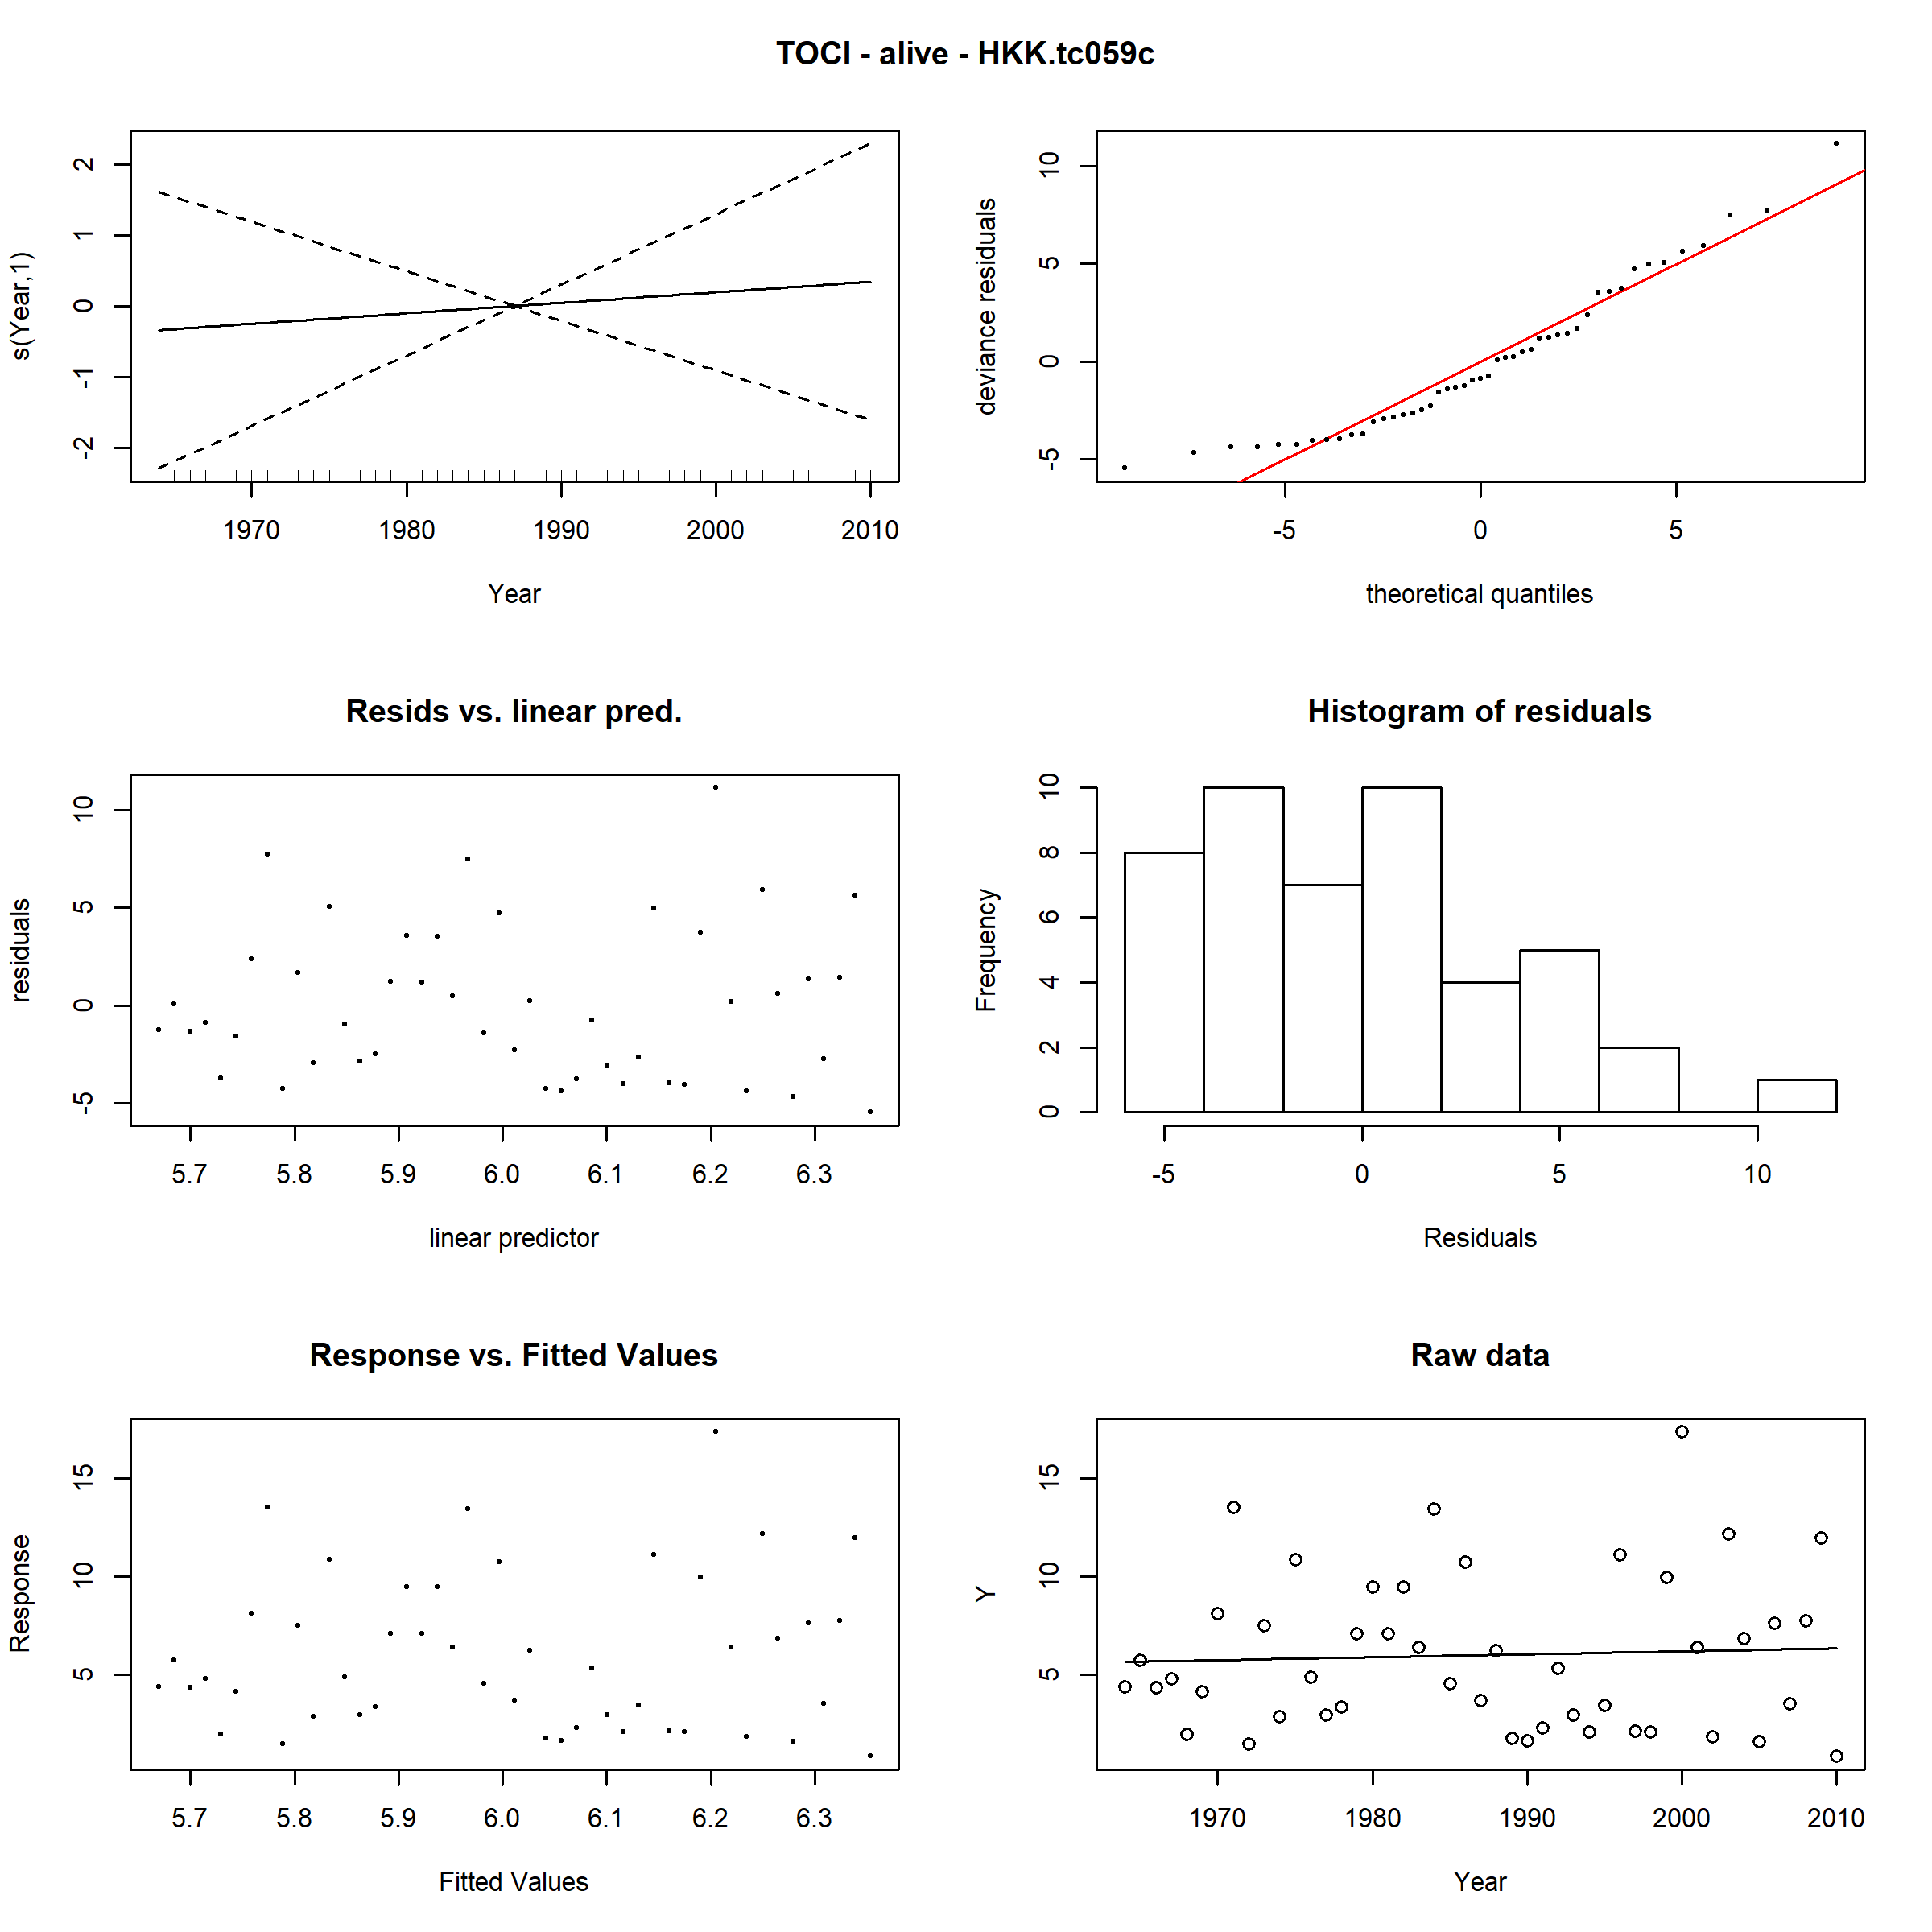 TOCI - alive - HKK.tc059c
s(Year,1)
2
1
0
-1
-2
1970 1980 1990 2000 2010
Year
deviance residuals
10
5
0
-5
-5 0 5
theoretical quantiles
Resids vs. linear pred.
residuals
10
5
0
-5
5.7 5.8 5.9 6.0 6.1 6.2 6.3
linear predictor
Histogram of residuals
Frequency
10
8
6
4
2
0
-5 0 5 10
Residuals
Response vs. Fitted Values
Response
15
10
5
5.7 5.8 5.9 6.0 6.1 6.2 6.3
Fitted Values
Raw data
Y
15
10
5
1970 1980 1990 2000 2010
Year